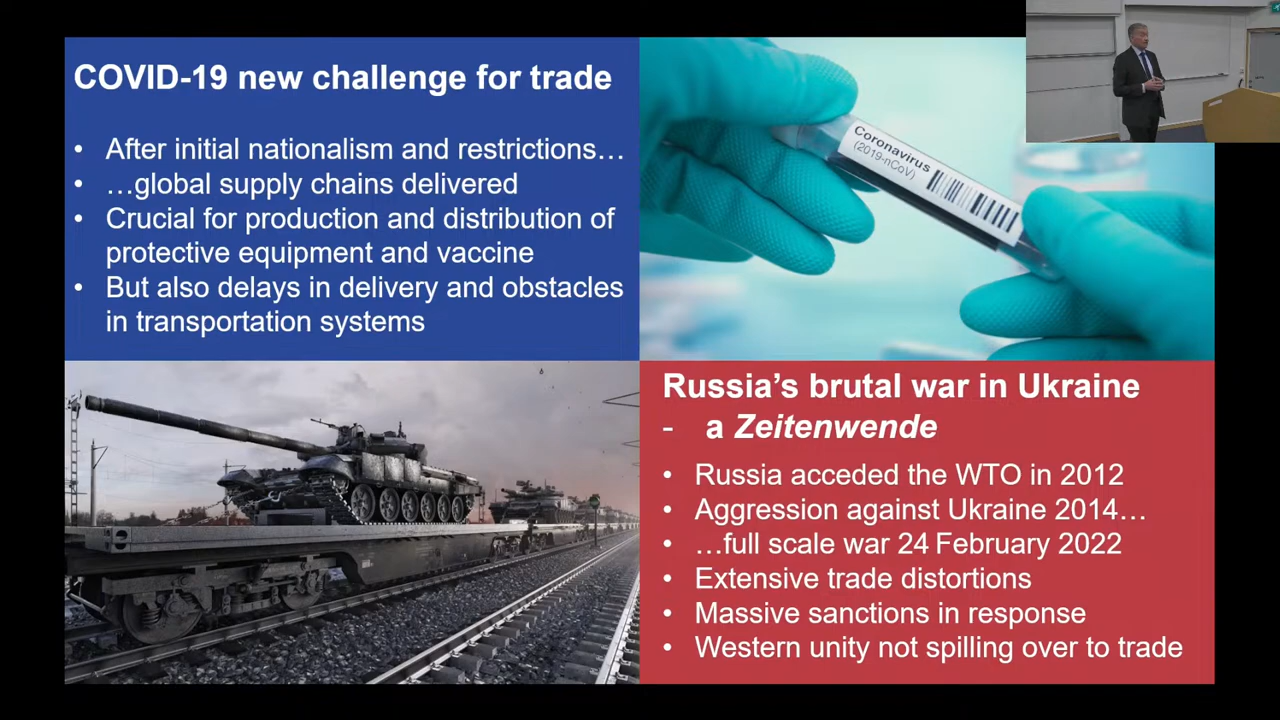 COVID-19 new challenge for trade
• After initial nationalism and restrictions…
• …global supply chains delivered
• Crucial for production and distribution of
protective equipment and vaccine
• But also delays in delivery and obstacles
in transportation systems
Coronavirus
(2019-nCoV)
Russia's brutal war in Ukraine
- a Zeitenwende
• Russia acceded the WTO in 2012
• Aggression against Ukraine 2014…
• …full scale war 24 February 2022
• Extensive trade distortions
• Massive sanctions in response
• Western unity not spilling over to trade